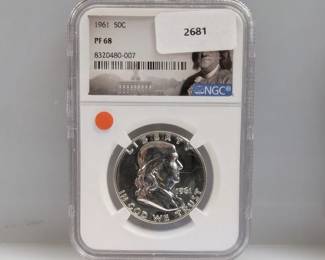 1961 50C
PF 68
8320480-007
2681
NGC
LIBERTY
1961
IN GOD WE TRUST